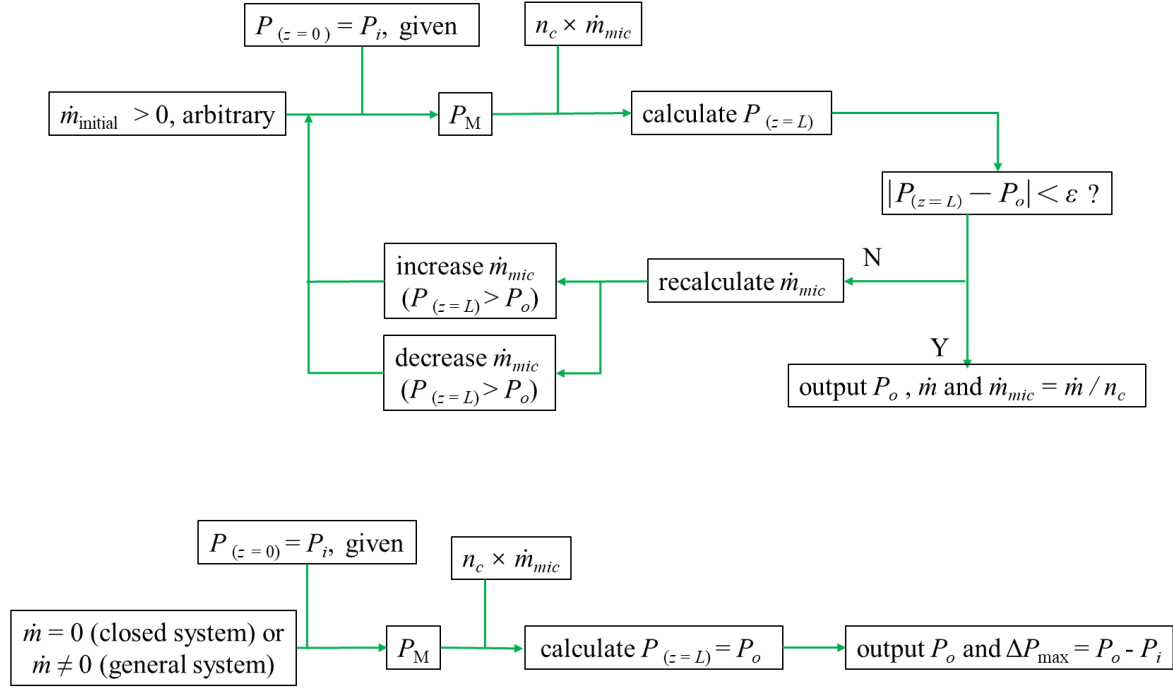 P (z = 0) = Pi, given
nc × ṁmic
ṁinitial > 0, arbitrary
PM
calculate P (z = L)
|P(z = L) − Po| < ε ?
N
increase ṁmic
(P (z = L) > Po)
recalculate ṁmic
Y
decrease ṁmic
(P (z = L) > Po)
output Po , ṁ and ṁmic = ṁ / nc
P (z = 0) = Pi, given
nc × ṁmic
ṁ = 0 (closed system) or
ṁ ≠ 0 (general system)
PM
calculate P (z = L) = Po
output Po and ΔPmax = Po - Pi